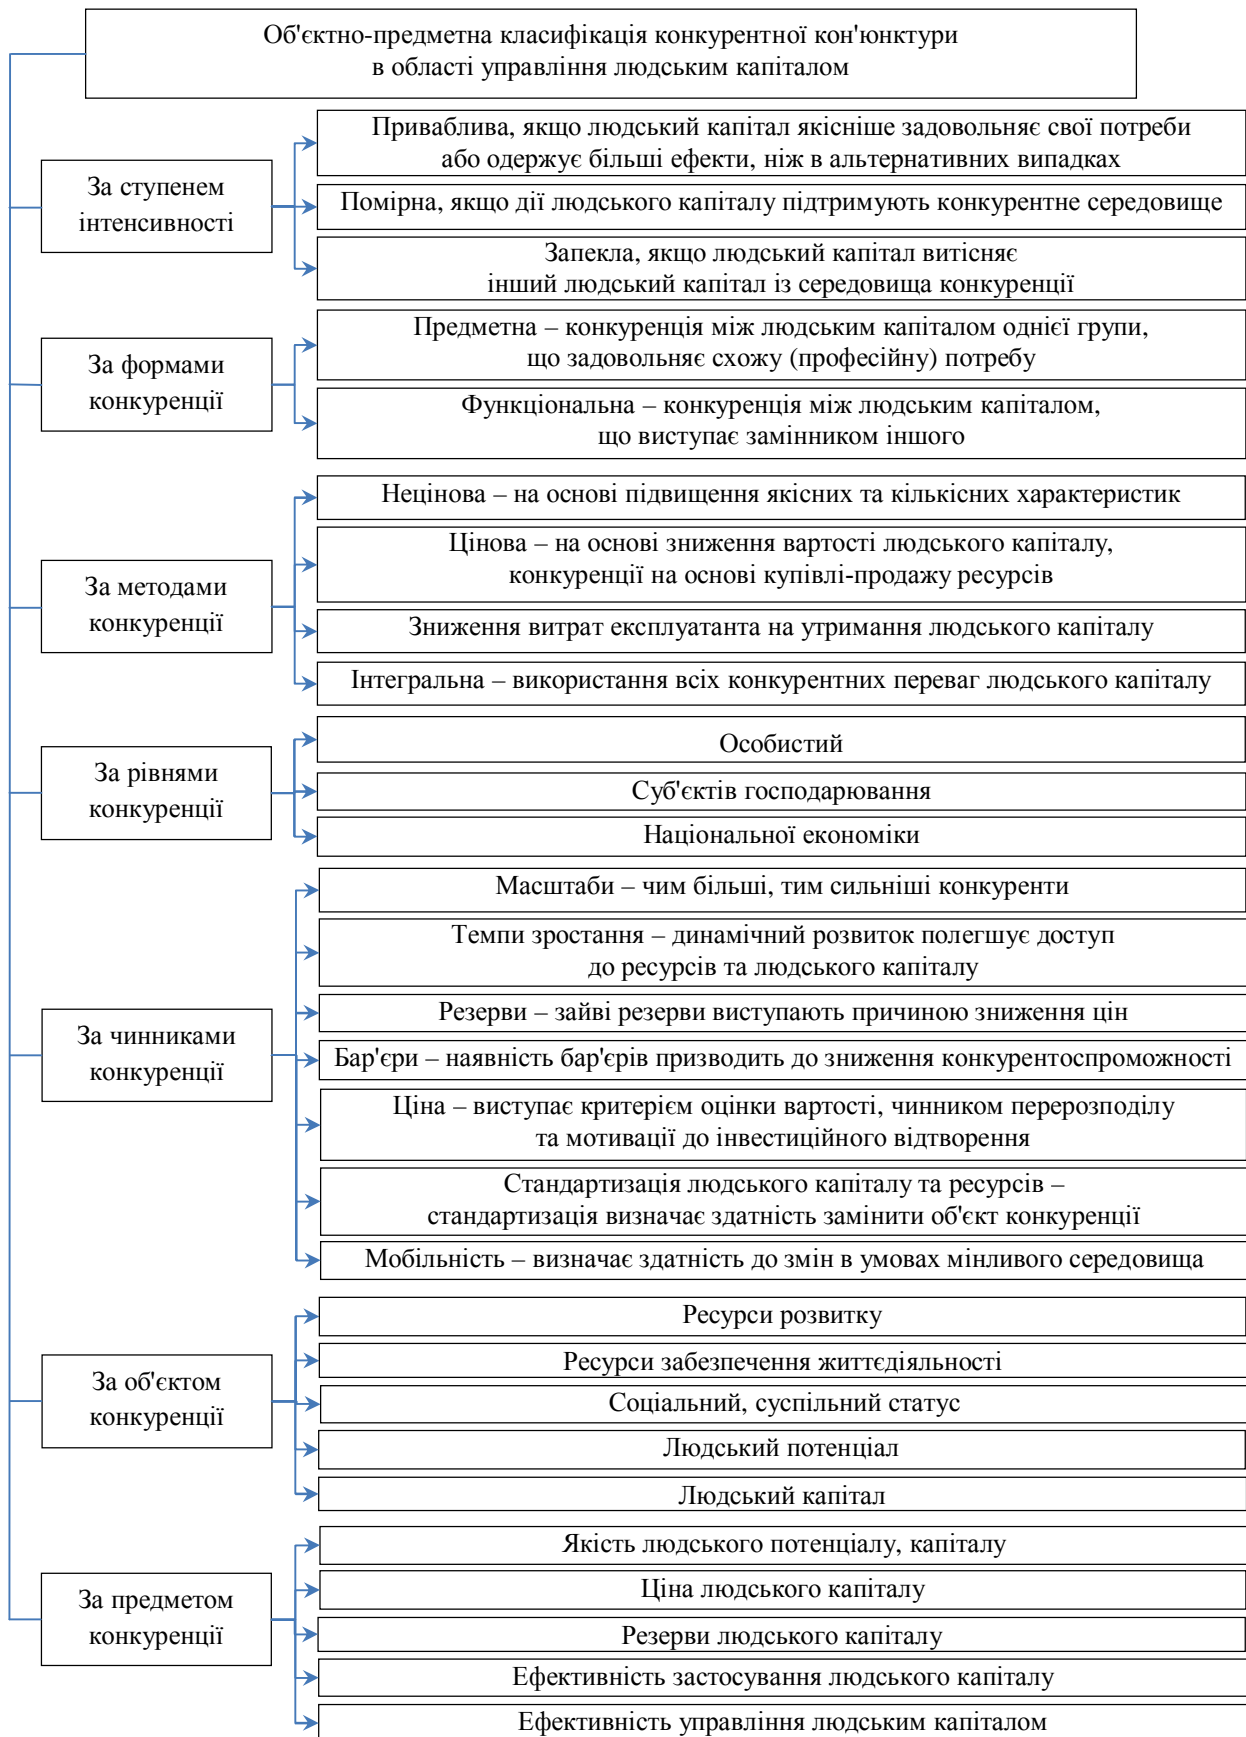 Об'єктно-предметна класифікація конкурентної кон'юнктури
в області управління людським капіталом
За ступенем
інтенсивності
Приваблива, якщо людський капітал якісніше задовольняє свої потреби
або одержує більші ефекти, ніж в альтернативних випадках
Помірна, якщо дії людського капіталу підтримують конкурентне середовище
Запекла, якщо людський капітал витісняє
інший людський капітал із середовища конкуренції
За формами
конкуренції
Предметна – конкуренція між людським капіталом однієї групи,
що задовольняє схожу (професійну) потребу
Функціональна – конкуренція між людським капіталом,
що виступає замінником іншого
За методами
конкуренції
Нецінова – на основі підвищення якісних та кількісних характеристик
Цінова – на основі зниження вартості людського капіталу,
конкуренції на основі купівлі-продажу ресурсів
Зниження витрат експлуатанта на утримання людського капіталу
Інтегральна – використання всіх конкурентних переваг людського капіталу
За рівнями
конкуренції
Особистий
Суб'єктів господарювання
Національної економіки
За чинниками
конкуренції
Масштаби – чим більші, тим сильніші конкуренти
Темпи зростання – динамічний розвиток полегшує доступ
до ресурсів та людського капіталу
Резерви – зайві резерви виступають причиною зниження цін
Бар'єри – наявність бар'єрів призводить до зниження конкурентоспроможності
Ціна – виступає критерієм оцінки вартості, чинником перерозподілу
та мотивації до інвестиційного відтворення
Стандартизація людського капіталу та ресурсів –
стандартизація визначає здатність замінити об'єкт конкуренції
Мобільність – визначає здатність до змін в умовах мінливого середовища
За об'єктом
конкуренції
Ресурси розвитку
Ресурси забезпечення життєдіяльності
Соціальний, суспільний статус
Людський потенціал
Людський капітал
За предметом
конкуренції
Якість людського потенціалу, капіталу
Ціна людського капіталу
Резерви людського капіталу
Ефективність застосування людського капіталу
Ефективність управління людським капіталом